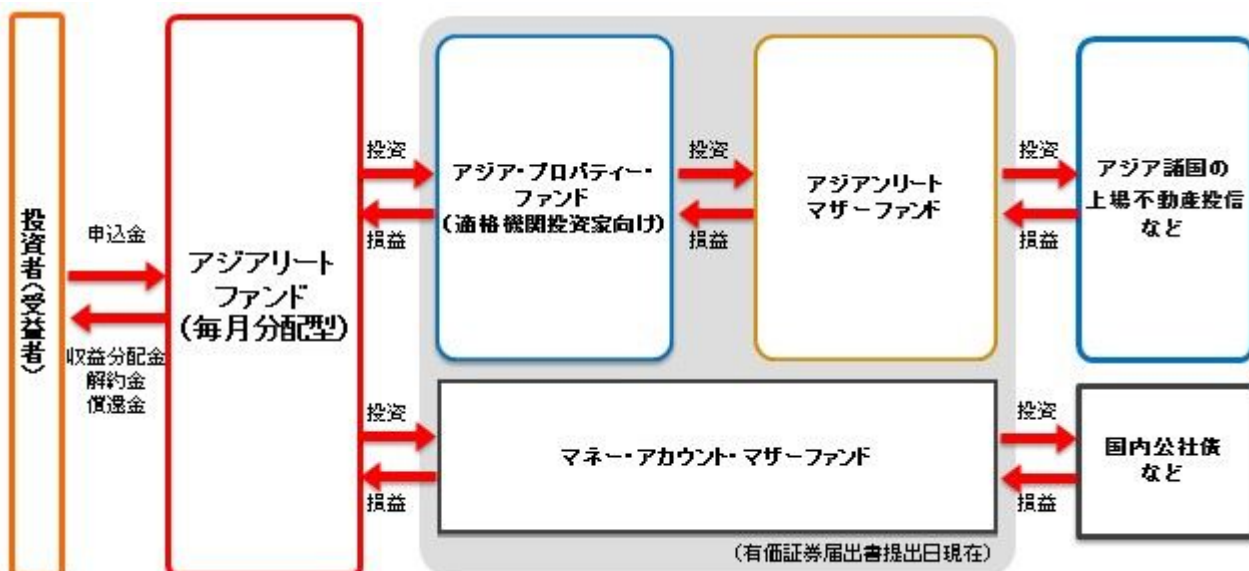 投資者(受益者)
申込金
収益分配金
解約金
償還金
アジアリート
ファンド
(毎月分配型)
投資
損益
アジア・プロパティー・
ファンド
(適格機関投資家向け)
投資
損益
アジアンリート
マザーファンド
投資
損益
アジア諸国の
上場不動産投信
など
投資
損益
マネー・アカウント・マザーファンド
投資
損益
国内公社債
など
(有価証券届出書提出日現在)